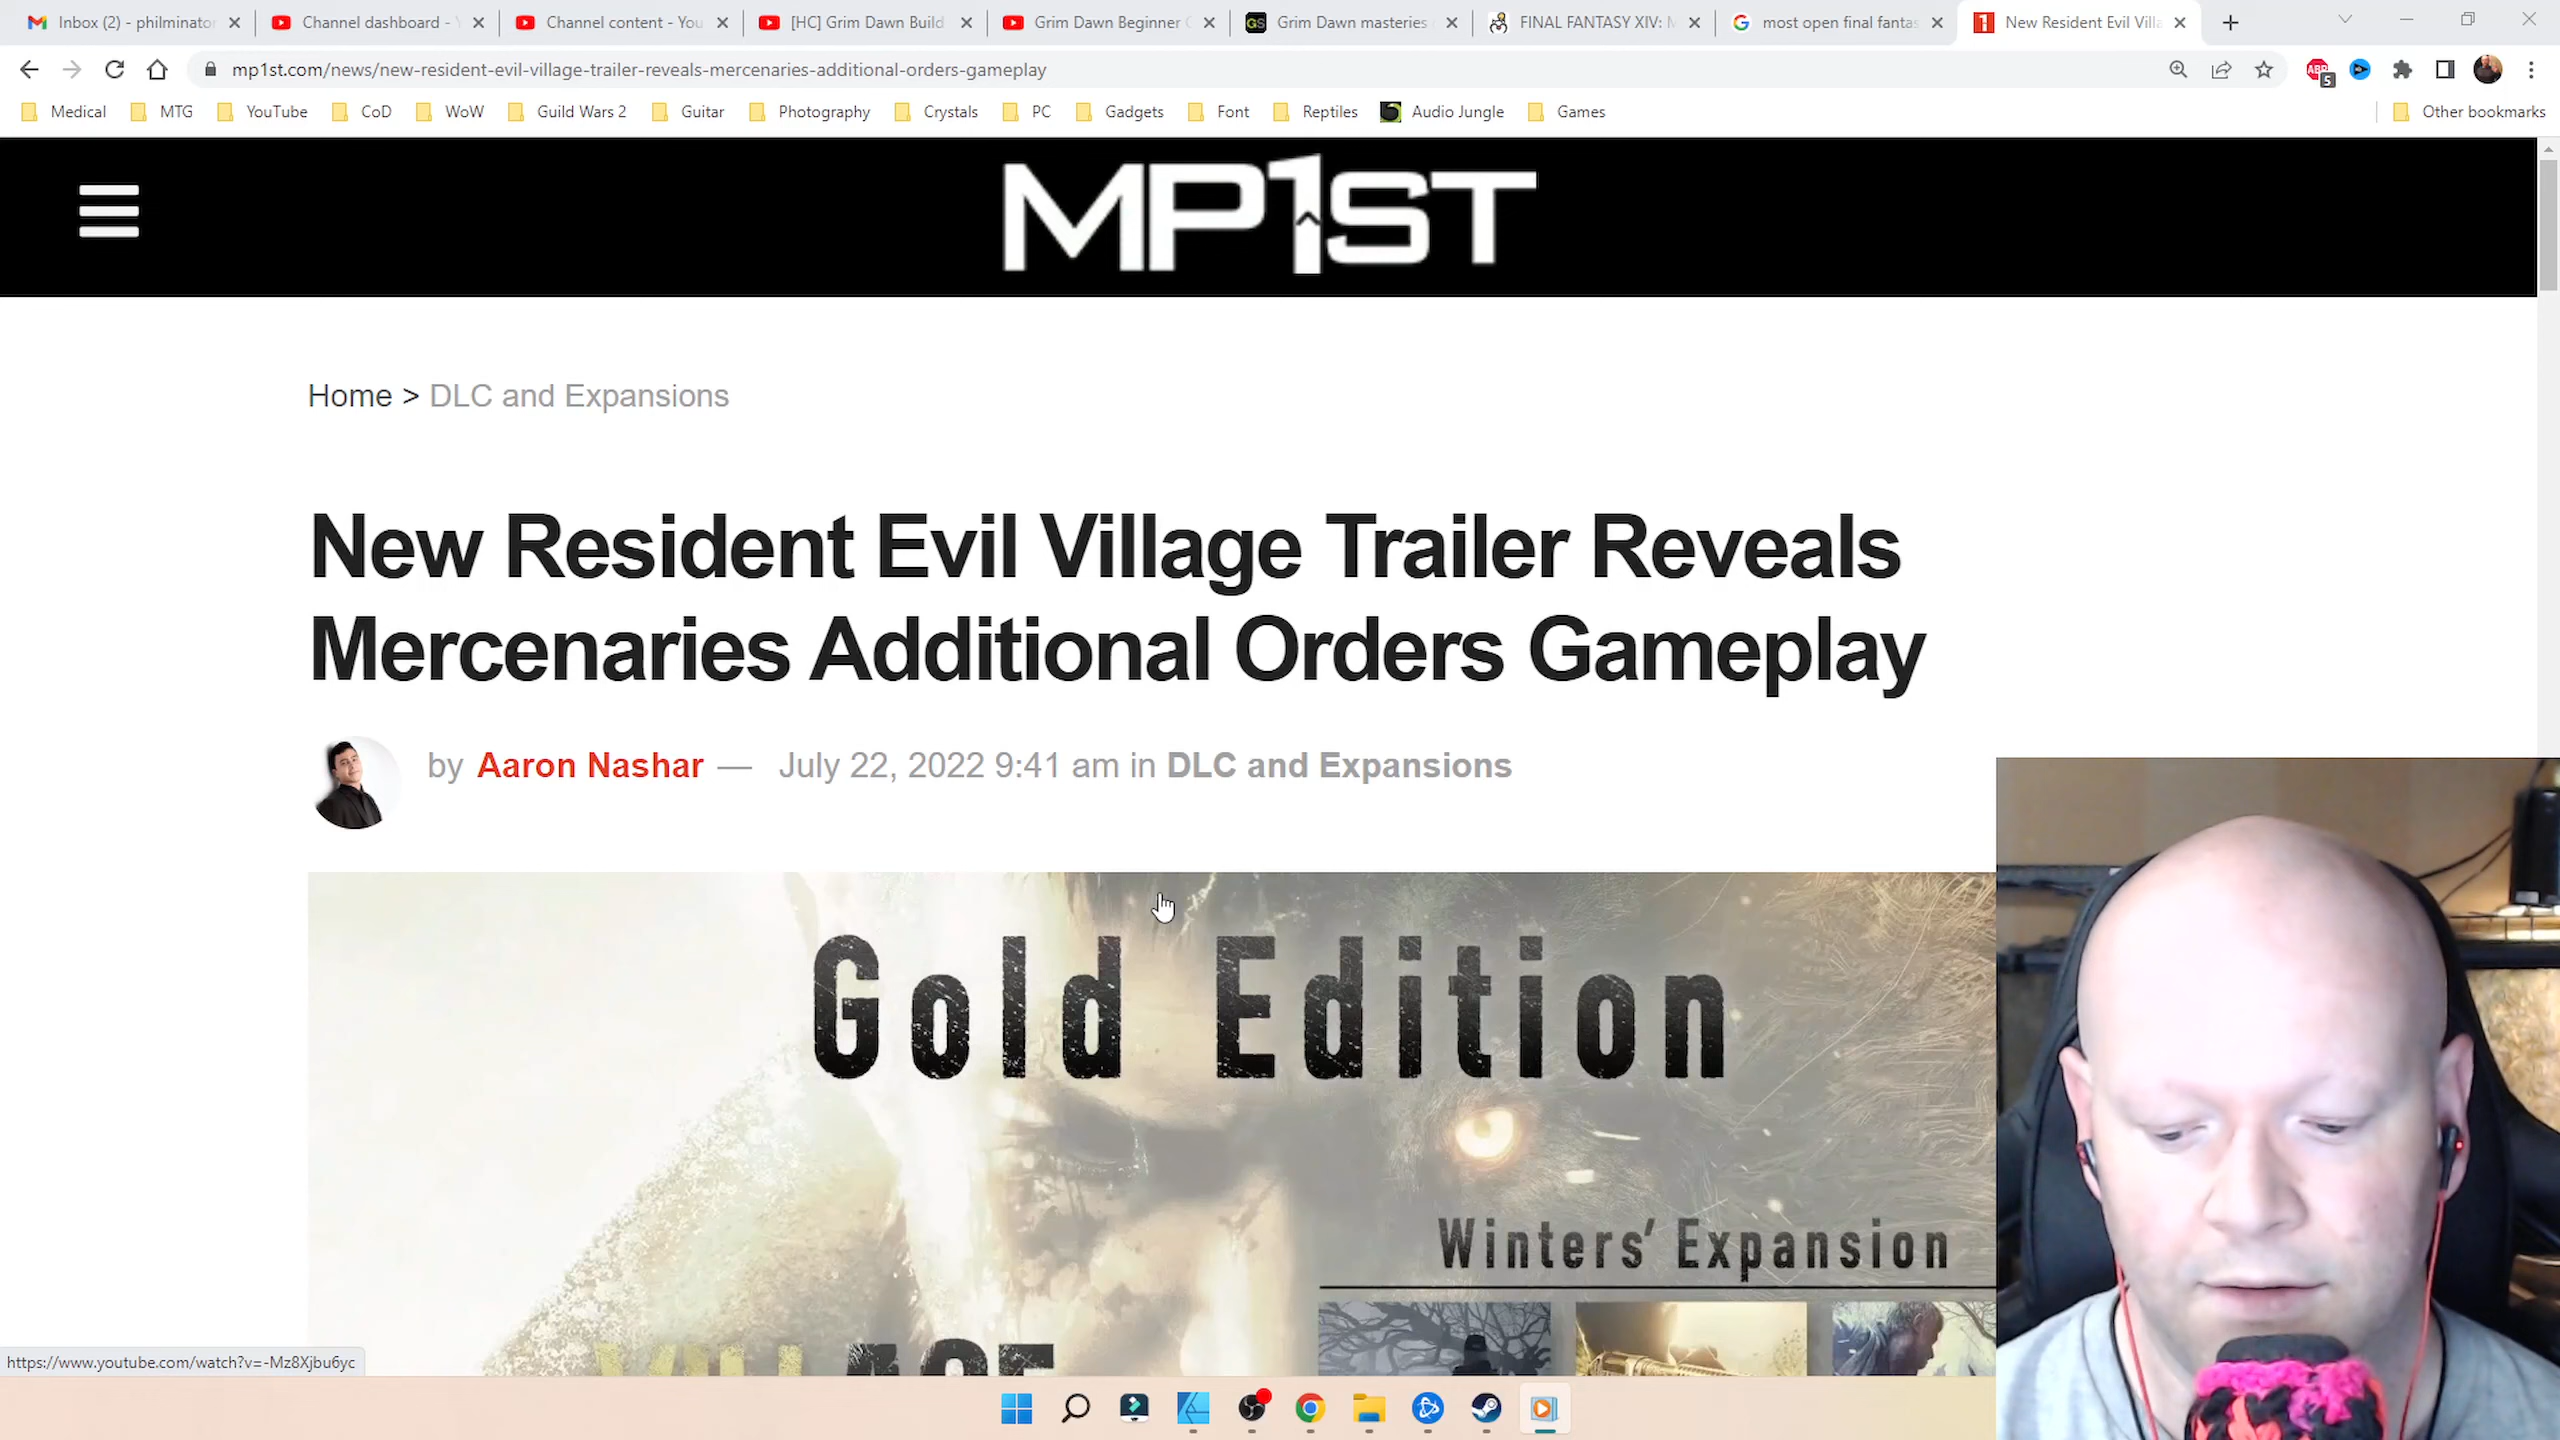 Inbox (2) - philminator
Channel dashboard - Y
Channel content - You
[HC] Grim Dawn Build
Grim Dawn Beginner G
Grim Dawn masteries
FINAL FANTASY XIV: M
most open final fantas
New Resident Evil Villa
mp1st.com/news/new-resident-evil-village-trailer-reveals-mercenaries-additional-orders-gameplay
ABP
5
Medical
MTG
YouTube
CoD
WoW
Guild Wars 2
Guitar
Photography
Crystals
PC
Gadgets
Font
Reptiles
Audio Jungle
Games
Other bookmarks
MP1ST
Home > DLC and Expansions
New Resident Evil Village Trailer Reveals
Mercenaries Additional Orders Gameplay
by Aaron Nashar — July 22, 2022 9:41 am in DLC and Expansions
Gold Edition
Winters' Expansion
VILLAGE
https://www.youtube.com/watch?v=-Mz8Xjbu6yc